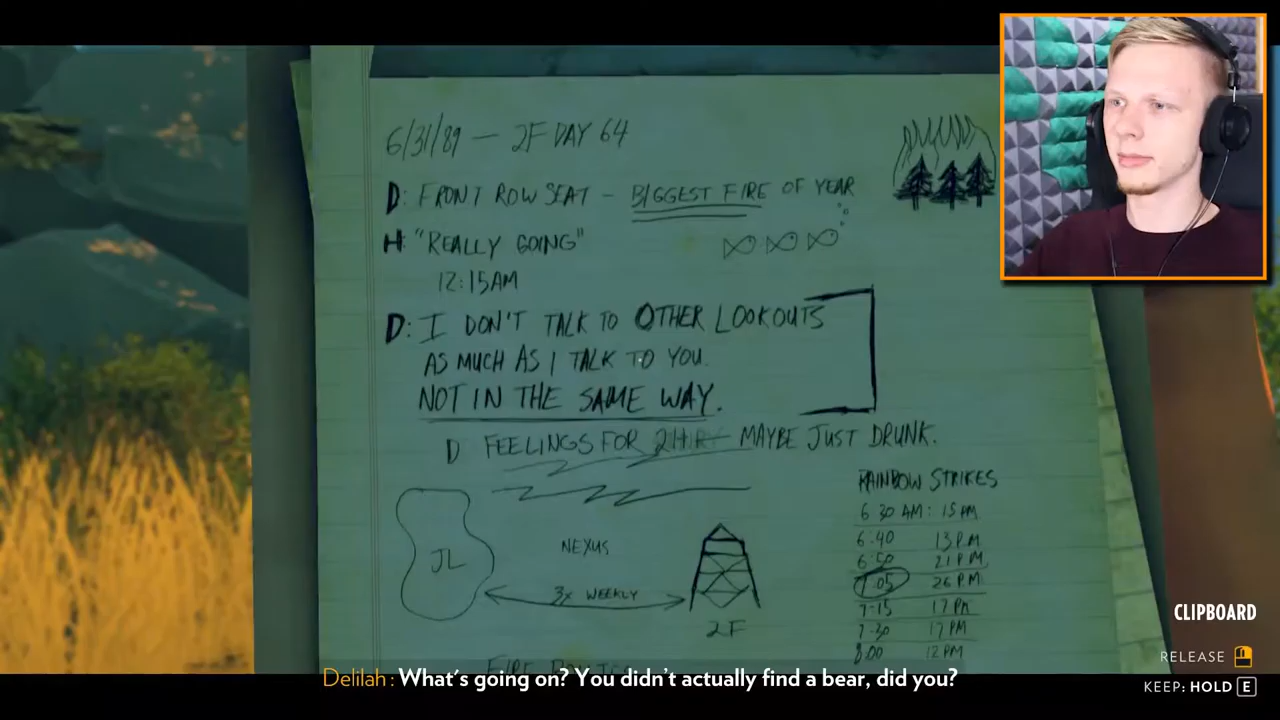 6/31/89 — 2F DAY 64
D: FRONT ROW SEAT - BIGGEST FIRE OF YEAR
H: "REALLY GOING"
12:15AM
D: I DON'T TALK TO OTHER LOOKOUTS
AS MUCH AS I TALK TO YOU.
NOT IN THE SAME WAY.
D FEELINGS FOR MAYBE JUST DRUNK.
RAINBOW STRIKES
6 30 AM: 15 PM
6:40 13 PM
6:50 21 PM
7:05 26 PM
7:15 17 PM
7:30 17 PM
8:00 12 PM
JL
NEXUS
3x WEEKLY
2F
CLIPBOARD
RELEASE
KEEP: HOLD E
Delilah : What's going on? You didn't actually find a bear, did you?